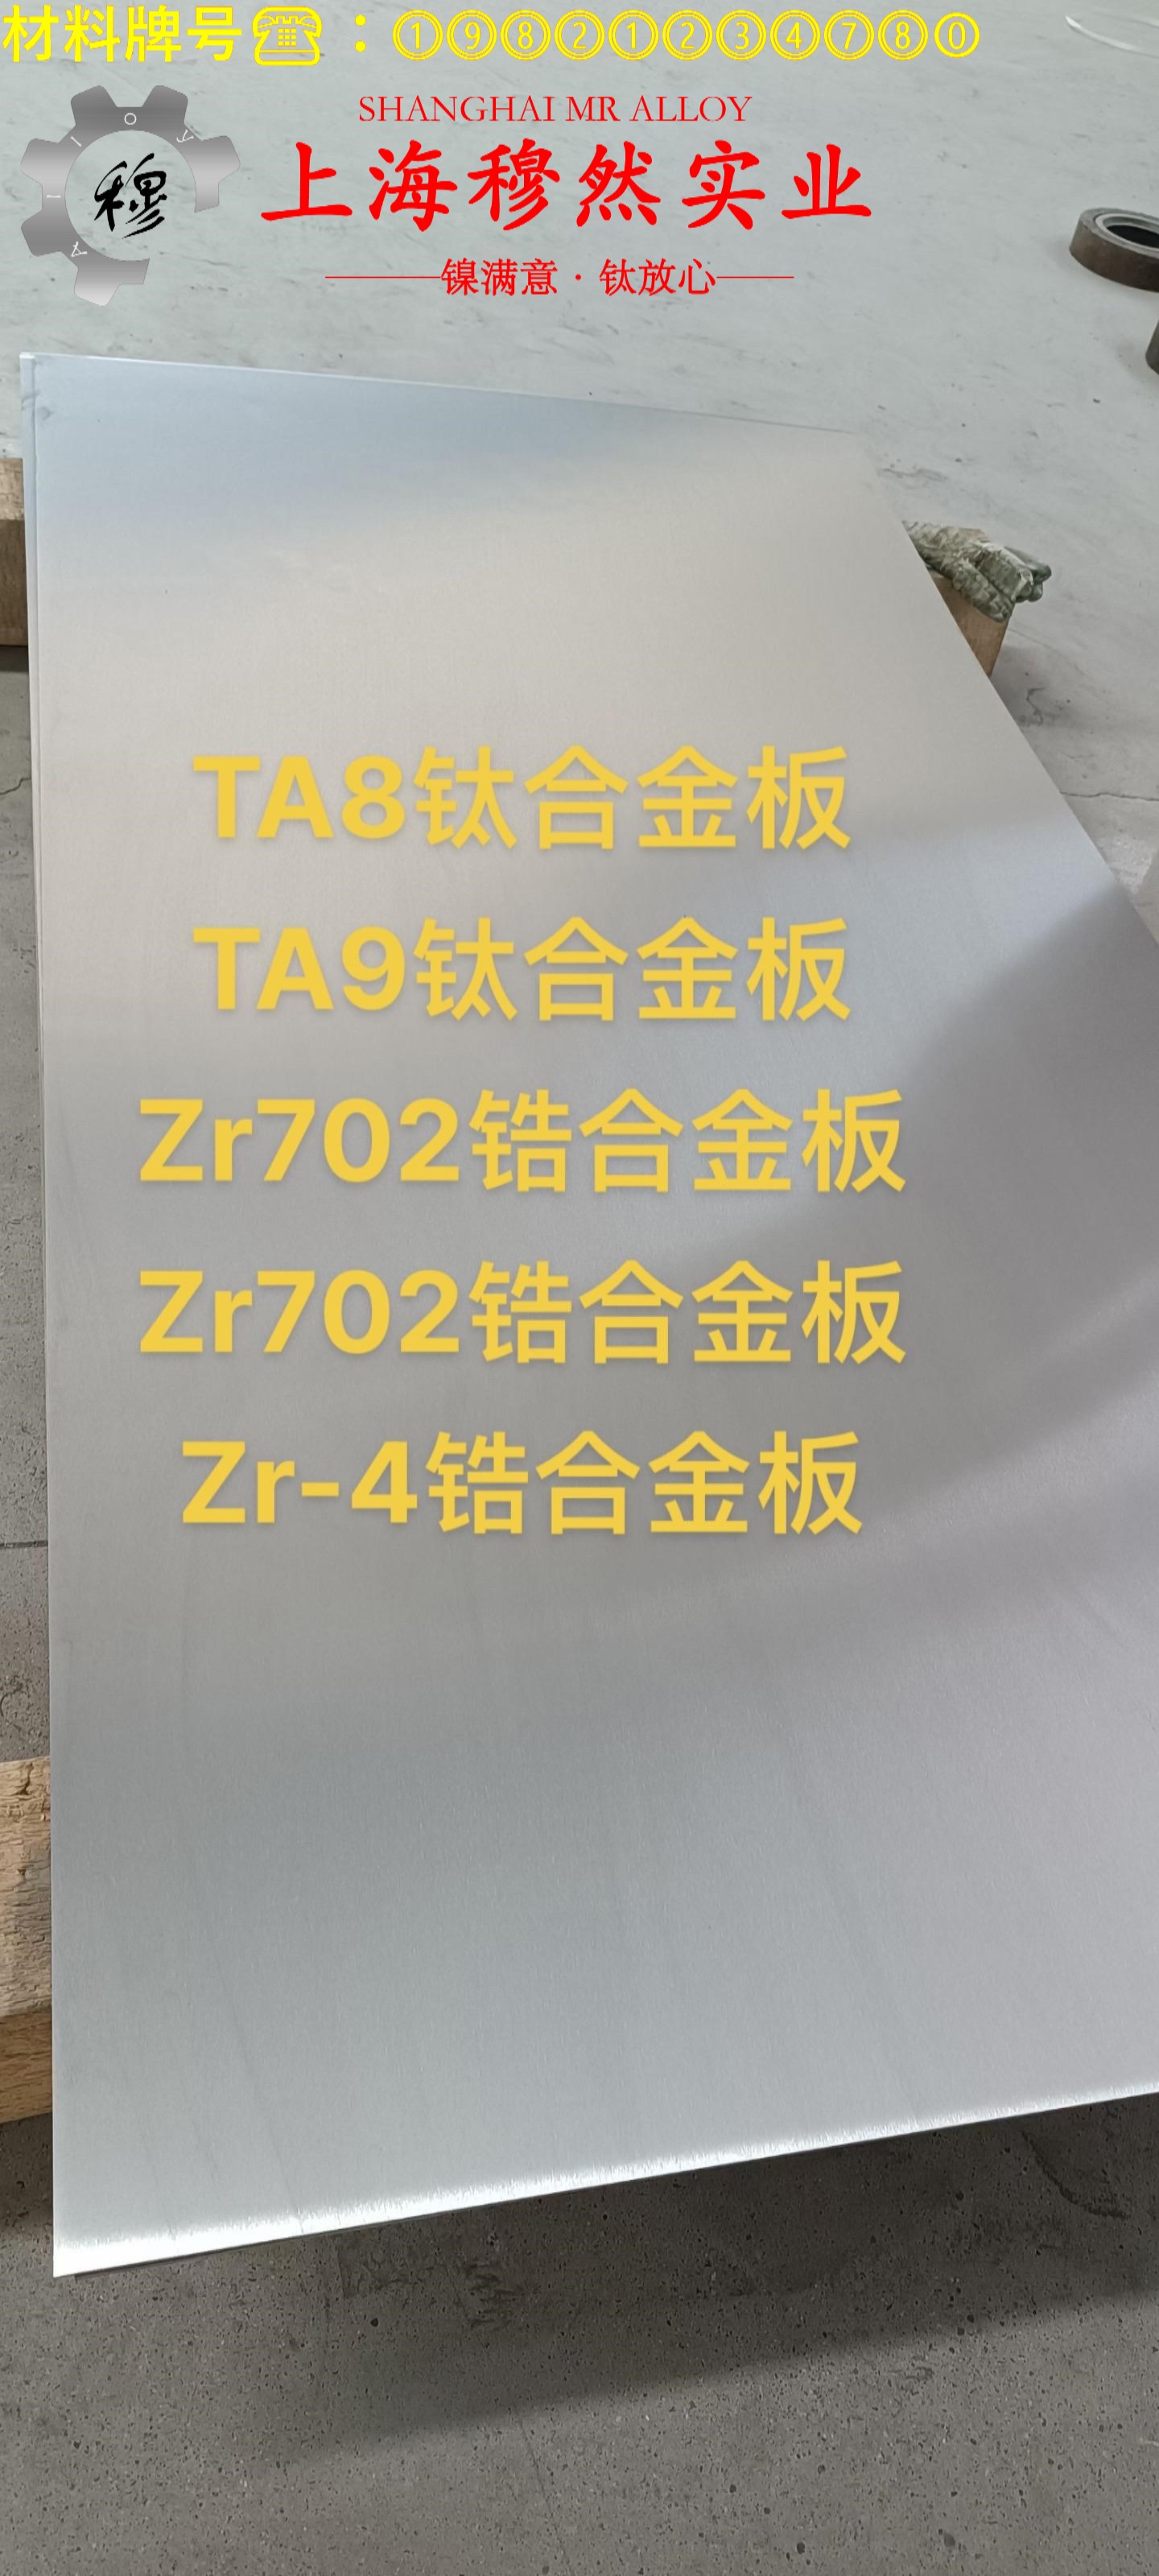 材料牌号☎：①⑨⑧②①②③④⑦⑧⓪
SHANGHAI MR ALLOY
穆
上海穆然实业
镍满意·钛放心
TA8钛合金板
TA9钛合金板
Zr702锆合金板
Zr702锆合金板
Zr-4锆合金板